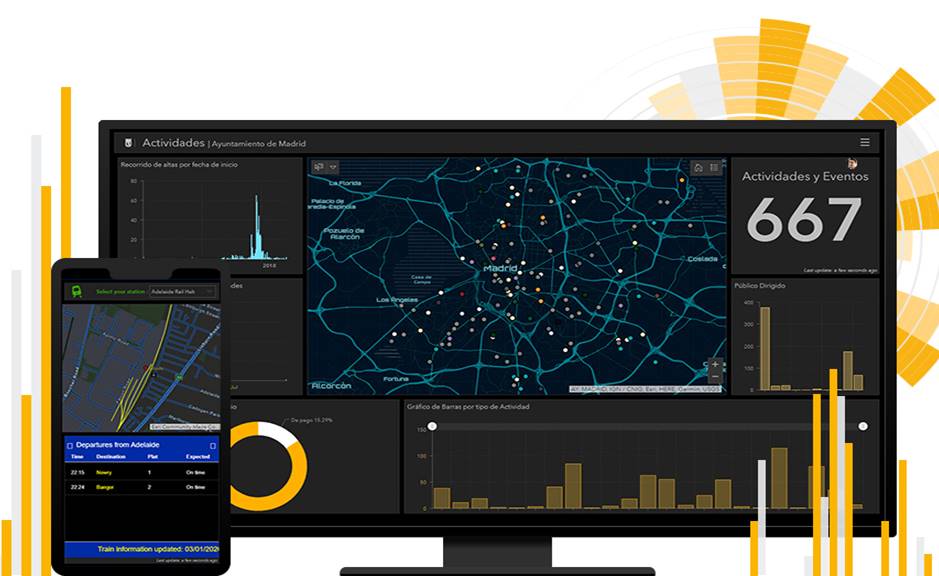 Actividades | Ayuntamiento de Madrid
Recorrido de altas por fecha de inicio
80
60
40
20
2018
La Florida
Palacio de
Pozuelo de
Alarcón
Casa de
Campo
Madrid
Coslada
Los Angeles
Fortuna
Alcorcón
AY. MADRID, IGN / CNIG, Esri, HERE, Garmin, USGS
Actividades y Eventos
667
Last update: a few seconds ago
Público Dirigido
400
300
200
100
0
De pago 15.29%
Gráfico de Barras por tipo de Actividad
150
100
50
0
Select your station
Adelaide Rail Hub
Esri Community Maps Co
Departures from Adelaide
Time Destination Plat Expected
22:15 Nowry 1 On time
22:24 Bangor 2 On time
Train information updated: 03/01/202
Last update: a few seconds ago